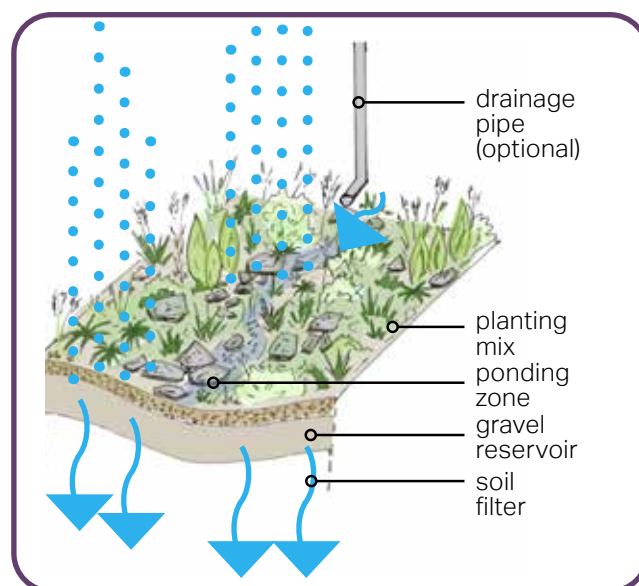 drainage
pipe
(optional)
planting
mix
ponding
zone
gravel
reservoir
soil
filter